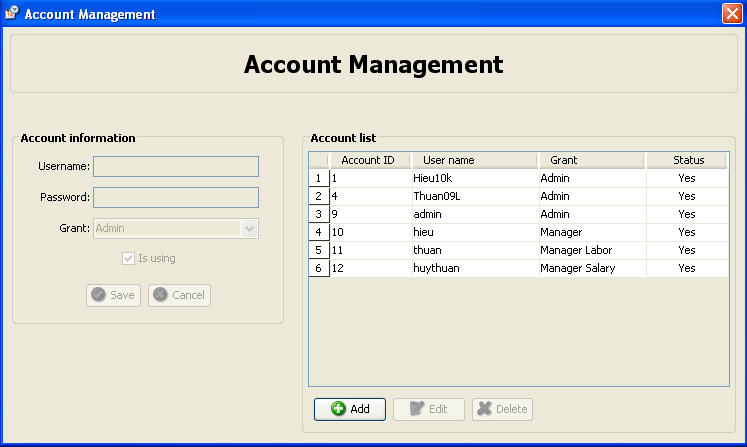 Account Management
Account Management
Account information
Username:
Password:
Grant: Admin
Is using
Save Cancel
Account list
Account ID User name Grant Status
1 1 Hieu10k Admin Yes
2 4 Thuan09L Admin Yes
3 9 admin Admin Yes
4 10 hieu Manager Yes
5 11 thuan Manager Labor Yes
6 12 huythuan Manager Salary Yes
Add Edit Delete